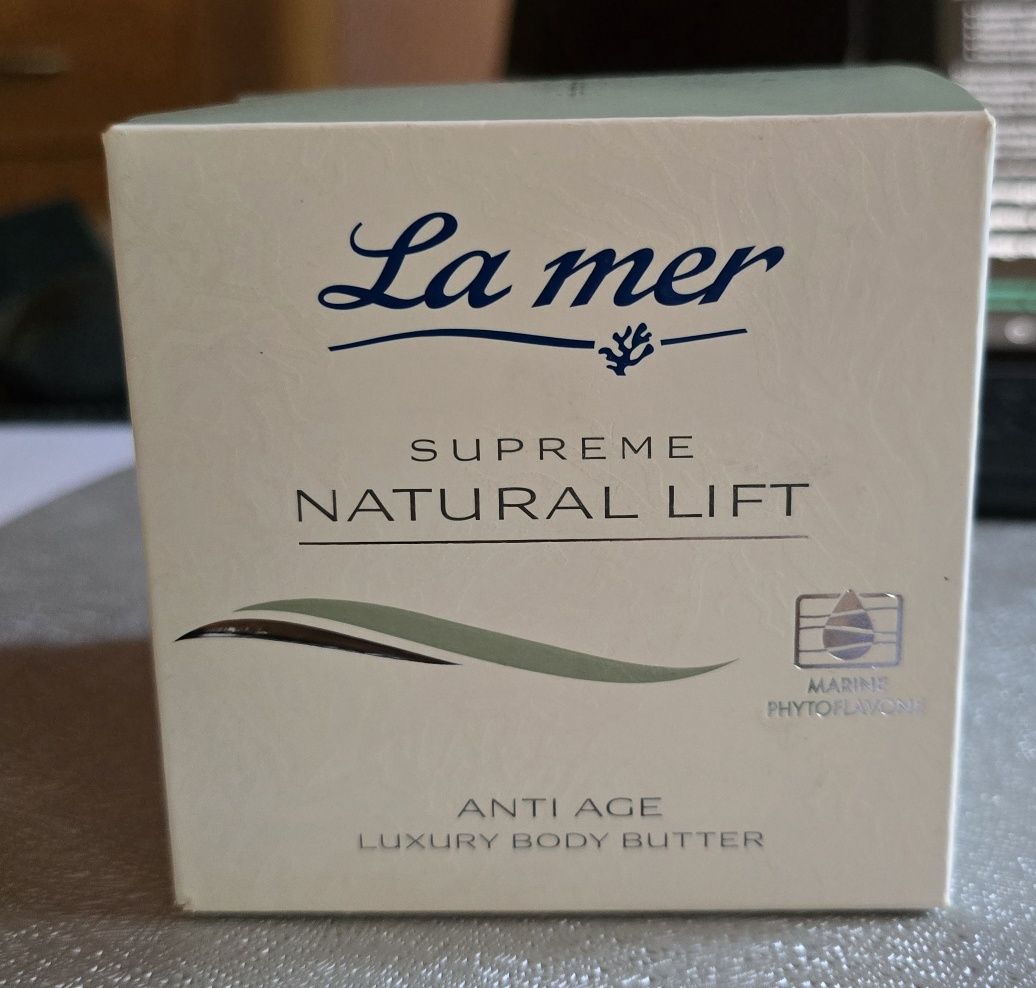 La mer
SUPREME
NATURAL LIFT
MARINE
PHYTOFLAVONE
ANTI AGE
LUXURY BODY BUTTER